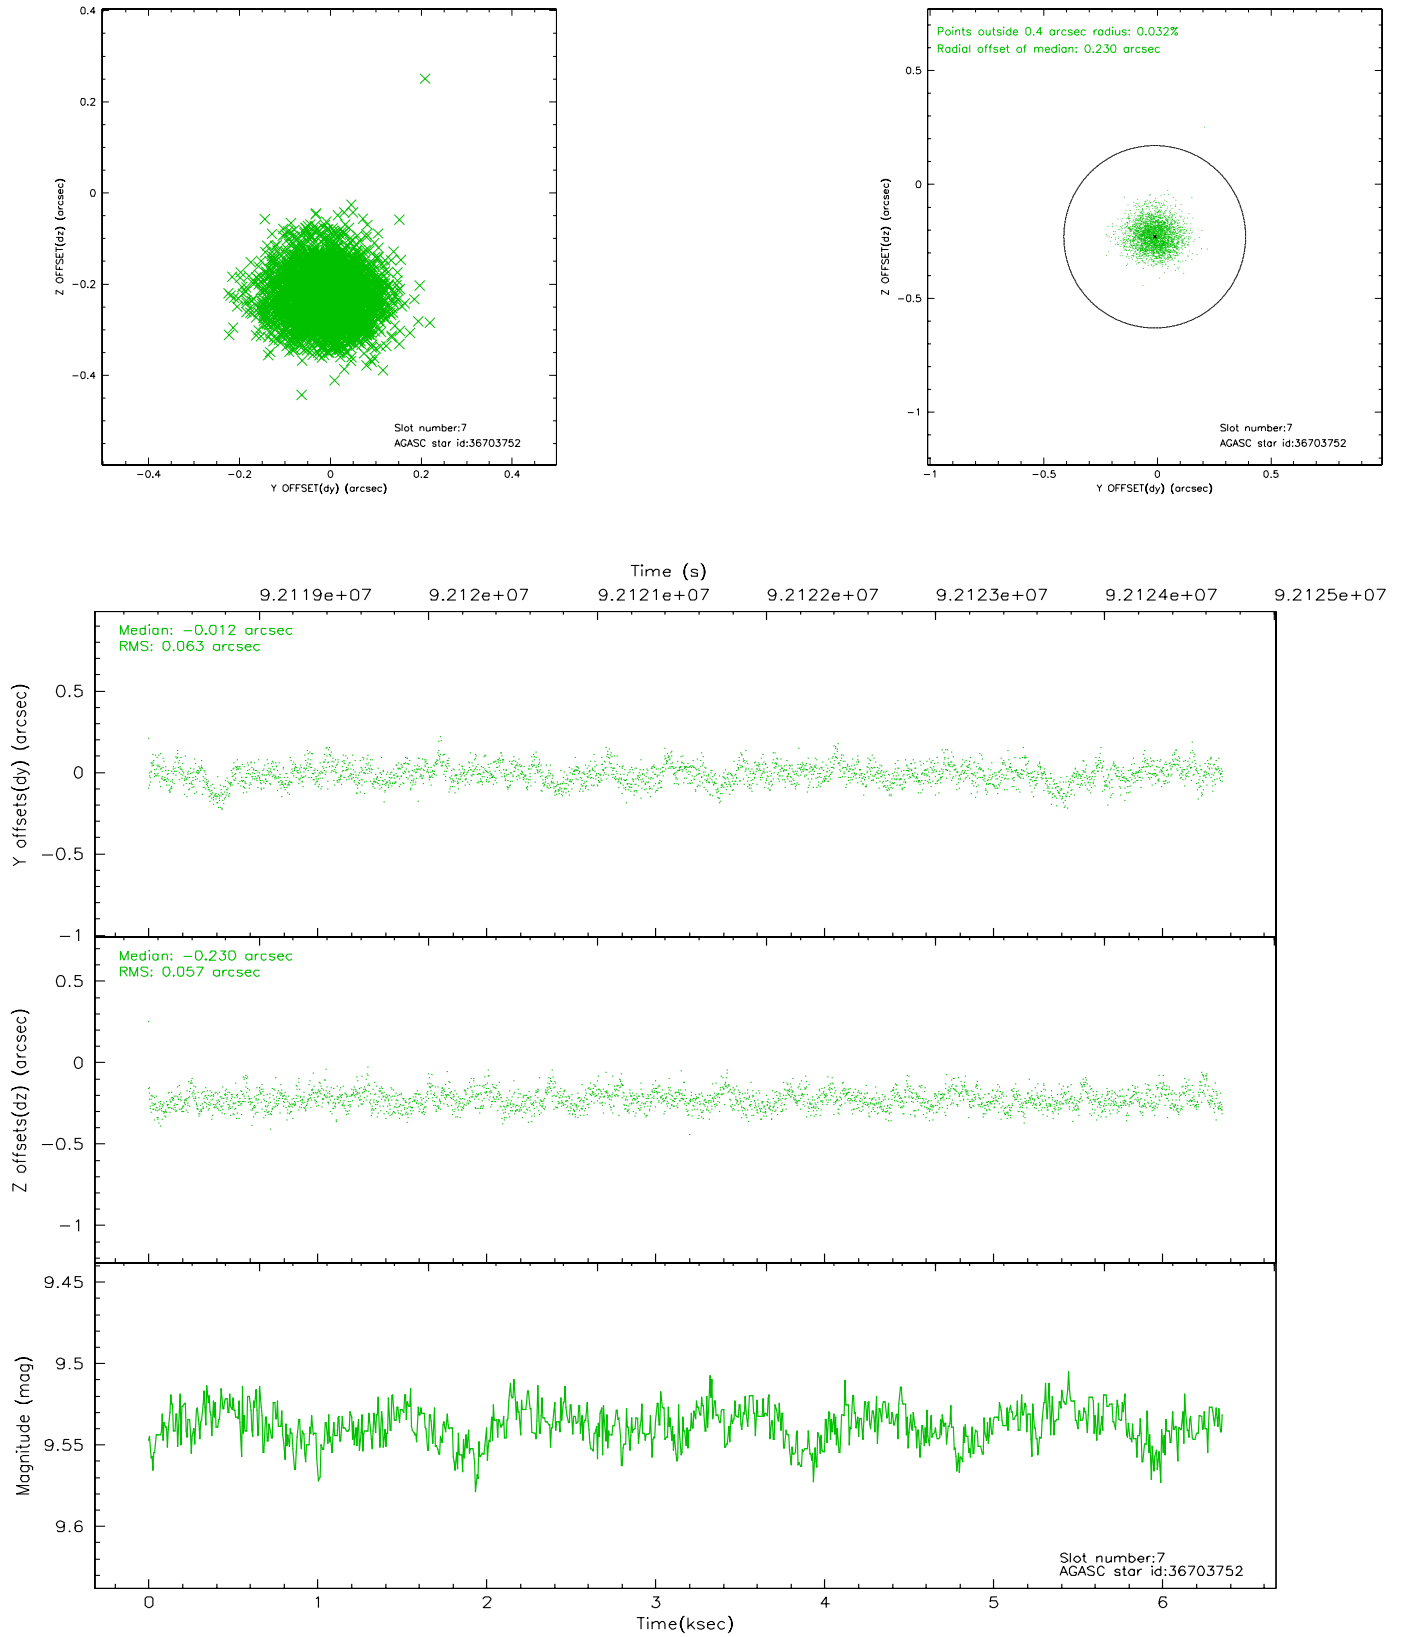 0.4
0.2
0
−0.2
−0.4
Z OFFSET(dz) (arcsec)
Slot number:7
AGASC star id:36703752
−0.4 −0.2 0 0.2 0.4
Y OFFSET(dy) (arcsec)
Points outside 0.4 arcsec radius: 0.032%
Radial offset of median: 0.230 arcsec
0.5
0
−0.5
−1
Z OFFSET(dz) (arcsec)
Slot number:7
AGASC star id:36703752
−1 −0.5 0 0.5
Y OFFSET(dy) (arcsec)
Time (s)
9.2119e+07 9.212e+07 9.2121e+07 9.2122e+07 9.2123e+07 9.2124e+07 9.2125e+07
Median: −0.012 arcsec
RMS: 0.063 arcsec
0.5
0
−0.5
−1
Y offsets(dy) (arcsec)
Median: −0.230 arcsec
RMS: 0.057 arcsec
0.5
0
−0.5
−1
Z offsets(dz) (arcsec)
9.45
9.5
9.55
9.6
Magnitude (mag)
Slot number:7
AGASC star id:36703752
0 1 2 3 4 5 6
Time(ksec)